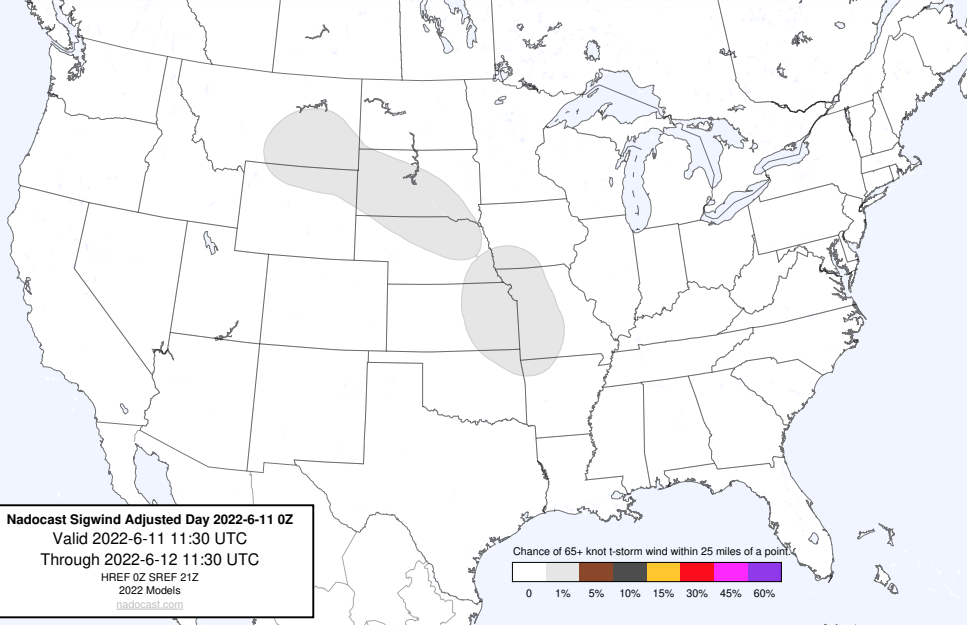 Nadocast Sigwind Adjusted Day 2022-6-11 0Z
Valid 2022-6-11 11:30 UTC
Through 2022-6-12 11:30 UTC
HREF 0Z SREF 21Z
2022 Models
nadocast.com
Chance of 65+ knot t-storm wind within 25 miles of a point.
0 1% 5% 10% 15% 30% 45% 60%